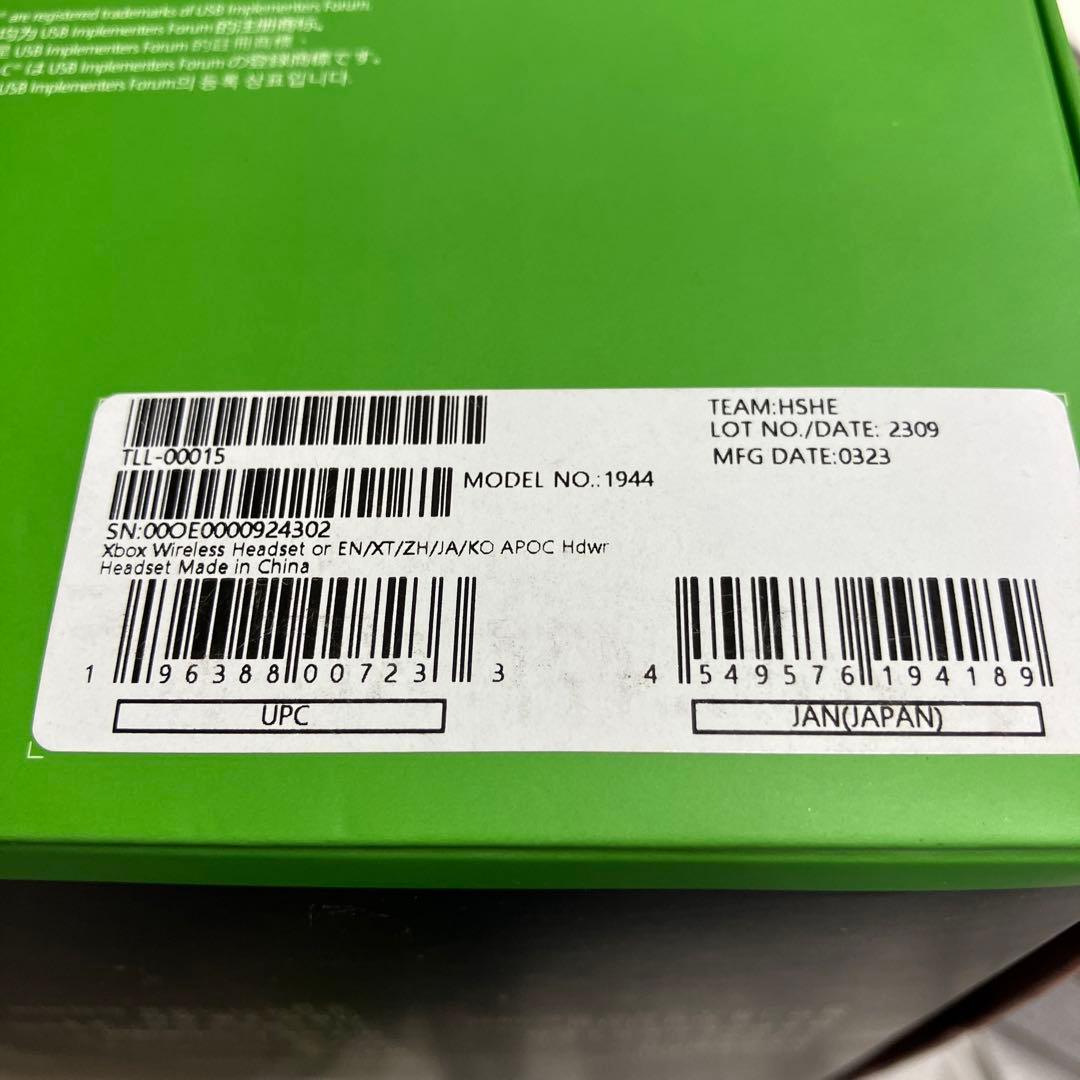 ™ are registered trademarks of USB Implementers Forum
均为 USB Implementers Forum 的注册商标。
USB Implementers Forum 的註冊商標。
-C™ は USB Implementers Forum の登録商標です。
USB Implementers Forum의 등록 상표입니다.
TEAM:HSHE
LOT NO./DATE: 2309
MFG DATE:0323
TLL-00015
MODEL NO.:1944
SN:00OE0000924302
Xbox Wireless Headset or EN/XT/ZH/JA/KO APOC Hdwr
Headset Made in China
1 96388 00723 3
4 549576 194189
UPC
JAN(JAPAN)